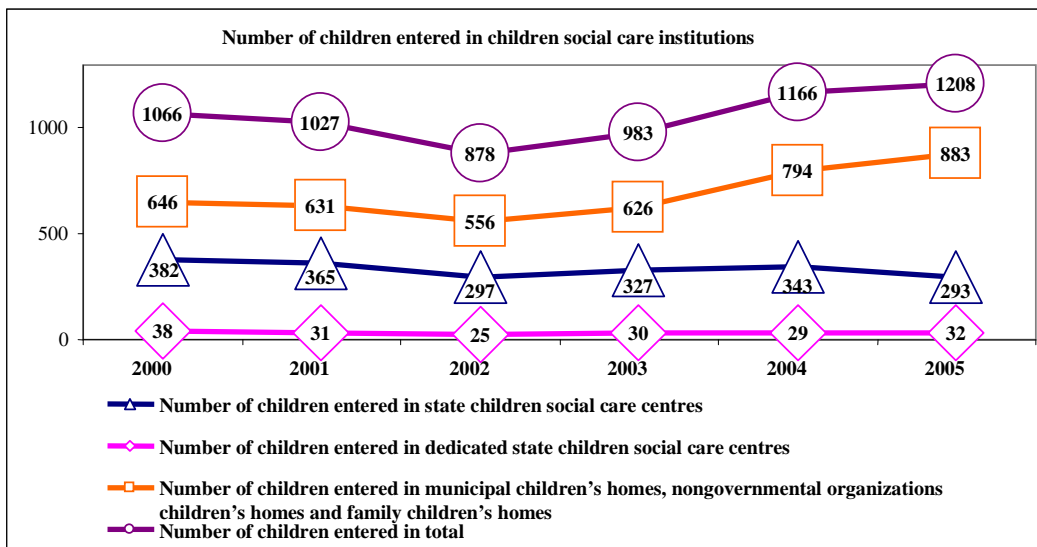 Number of children entered in children social care institutions
1066 1027 878 983 1166 1208
1000
646 631 556 626 794 883
500
382 365 297 327 343 293
0
38 31 25 30 29 32
2000 2001 2002 2003 2004 2005
Number of children entered in state children social care centres
Number of children entered in dedicated state children social care centres
Number of children entered in municipal children's homes, nongovernmental organizations
children's homes and family children's homes
Number of children entered in total